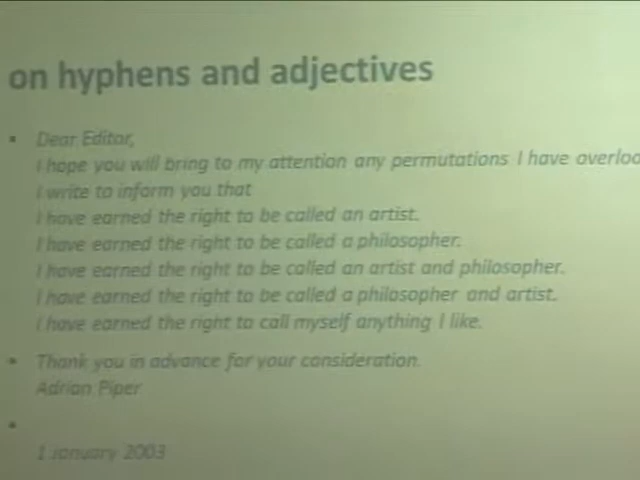 on hyphens and adjectives
• Dear Editor,
I hope you will bring to my attention any permutations I have
I write to inform you that
I have earned the right to be called an artist.
I have earned the right to be called a philosopher.
I have earned the right to be called an artist and philosopher.
I have earned the right to be called a philosopher and artist.
I have earned the right to call myself anything I like.
• Thank you in advance for your consideration.
Adrian Piper
•
1 January 2003